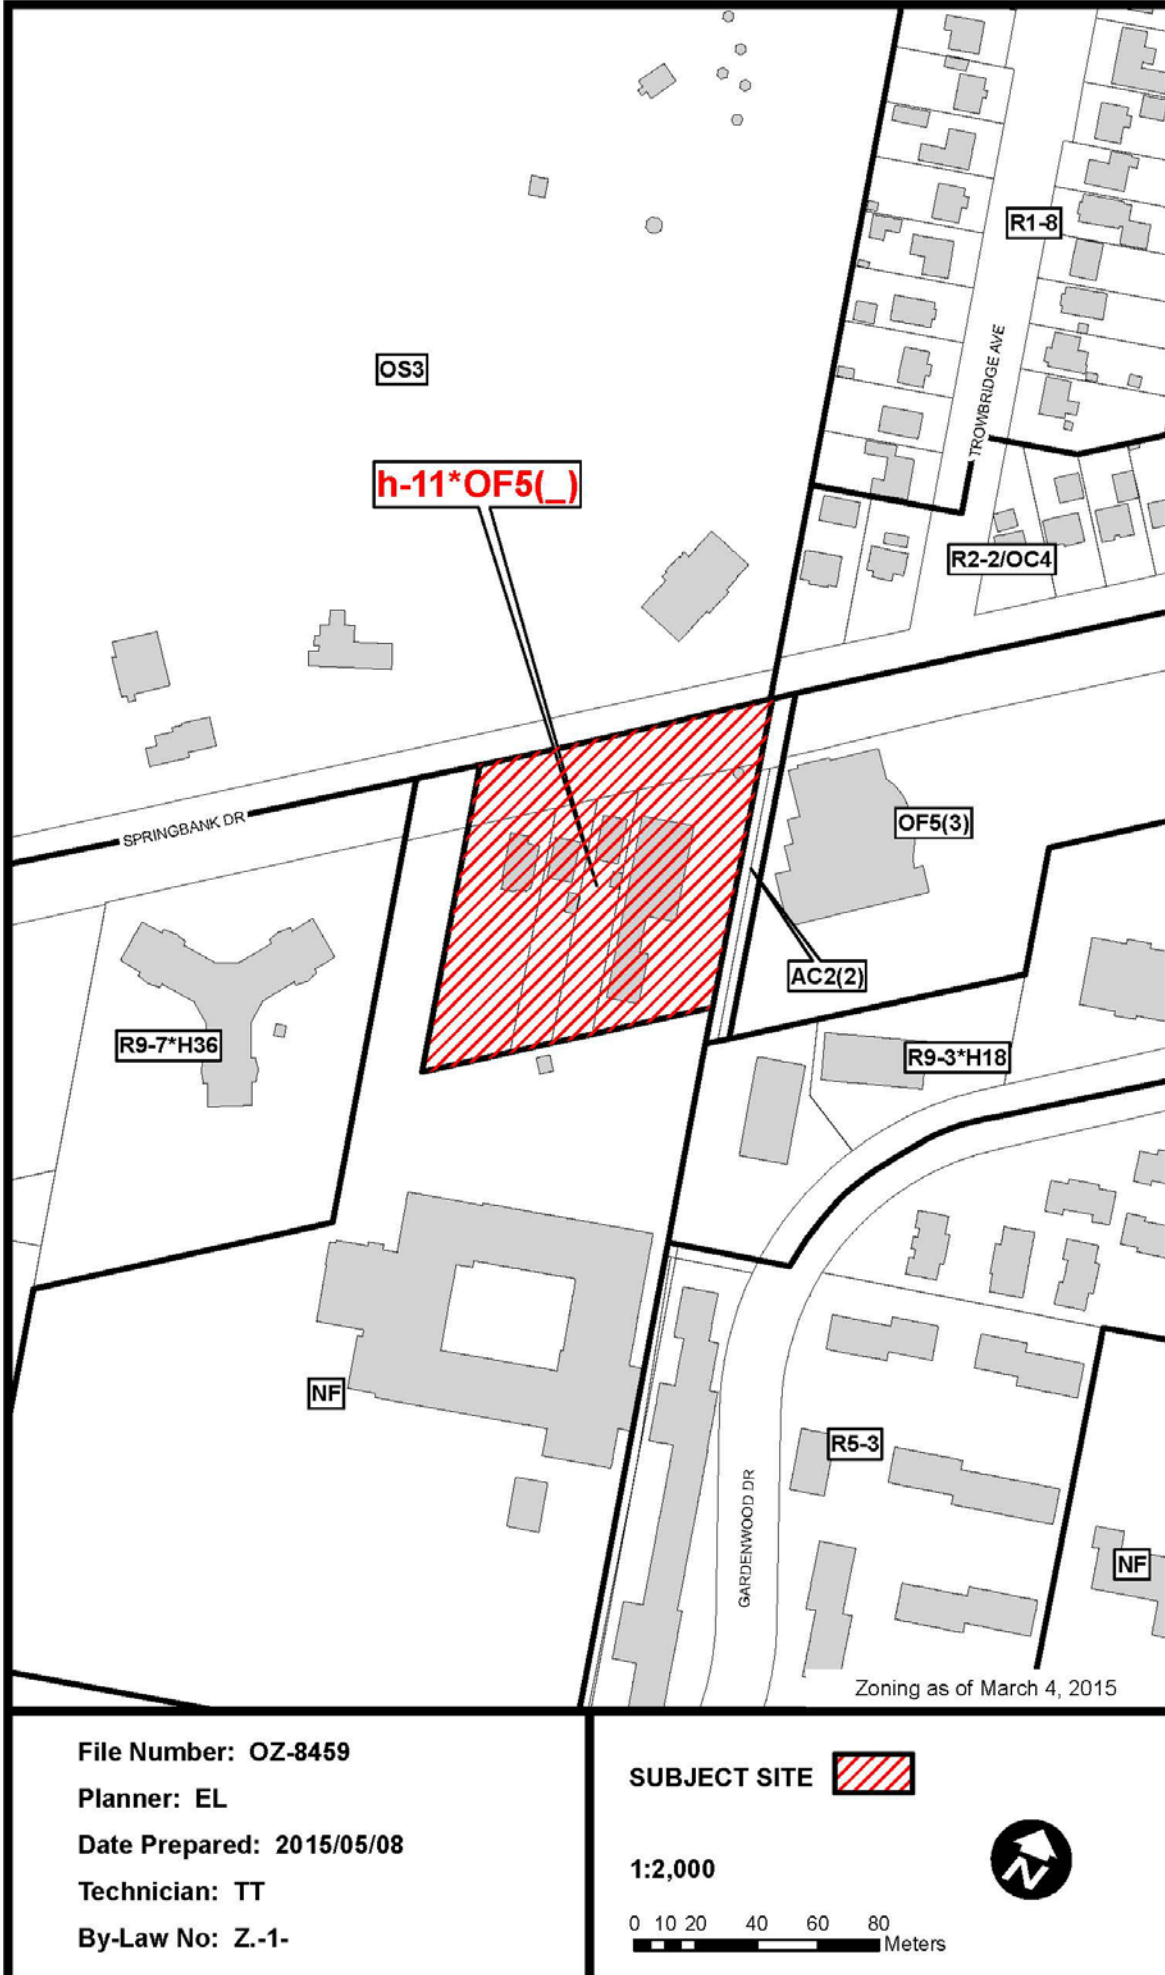 R1-8
TROWBRIDGE AVE
OS3
h-11*OF5(_)
R2-2/OC4
SPRINGBANK DR
OF5(3)
AC2(2)
R9-7*H36
R9-3*H18
NF
R5-3
GARDENWOOD DR
NF
Zoning as of March 4, 2015
File Number: OZ-8459
Planner: EL
Date Prepared: 2015/05/08
Technician: TT
By-Law No: Z.-1-
SUBJECT SITE
1:2,000
N
0 10 20 40 60 80
Meters